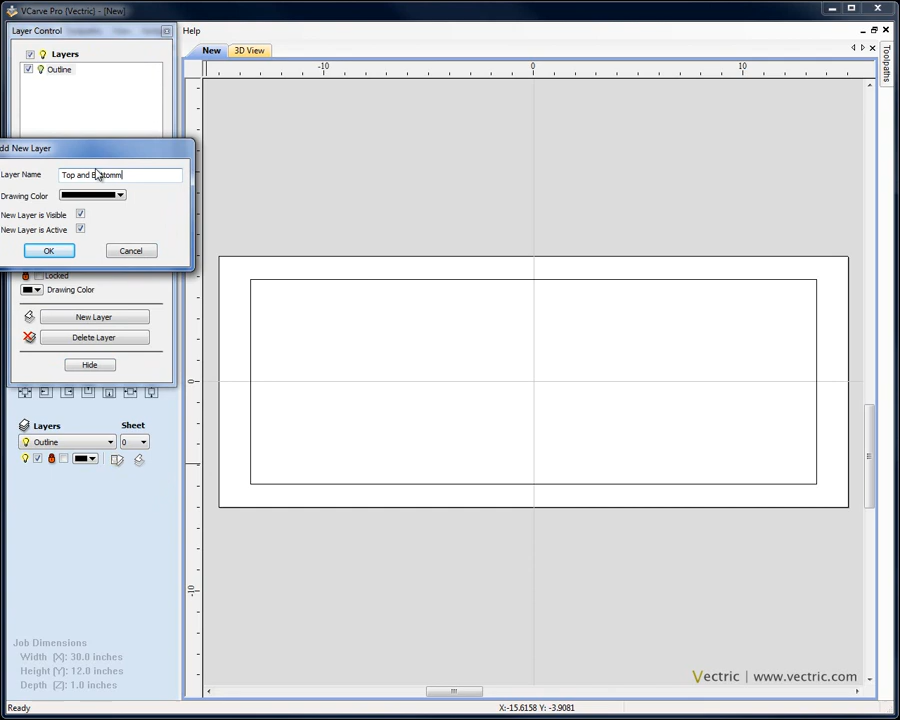 VCarve Pro {Vectric} - [New]
Layer Control
Help
Layers
Outline
New
3D View
Toolpaths
-10
0
10
0
-10
dd New Layer
Layer Name
Top and Bottomm
Drawing Color
New Layer is Visible
New Layer is Active
OK
Cancel
Locked
Drawing Color
New Layer
Delete Layer
Hide
Layers
Sheet
Outline
0
Job Dimensions
Width (X): 30.0 inches
Height (Y): 12.0 inches
Depth (Z): 1.0 inches
Vectric | www.vectric.com
Ready
X:-15.6158 Y: -3.9081